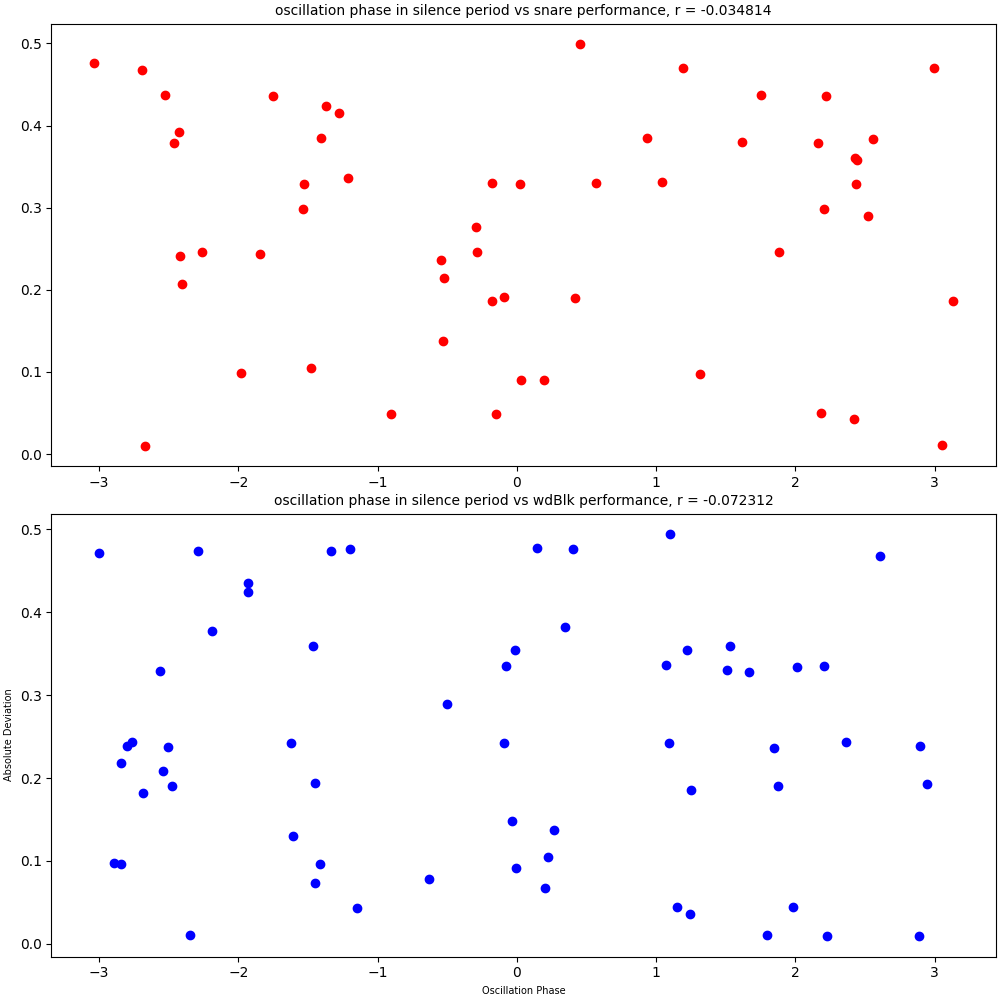 oscillation phase in silence period vs snare performance, r = -0.034814
0.5
0.4
0.3
0.2
0.1
0.0
−3 −2 −1 0 1 2 3
oscillation phase in silence period vs wdBlk performance, r = -0.072312
0.5
0.4
0.3
0.2
0.1
0.0
Absolute Deviation
−3 −2 −1 0 1 2 3
Oscillation Phase